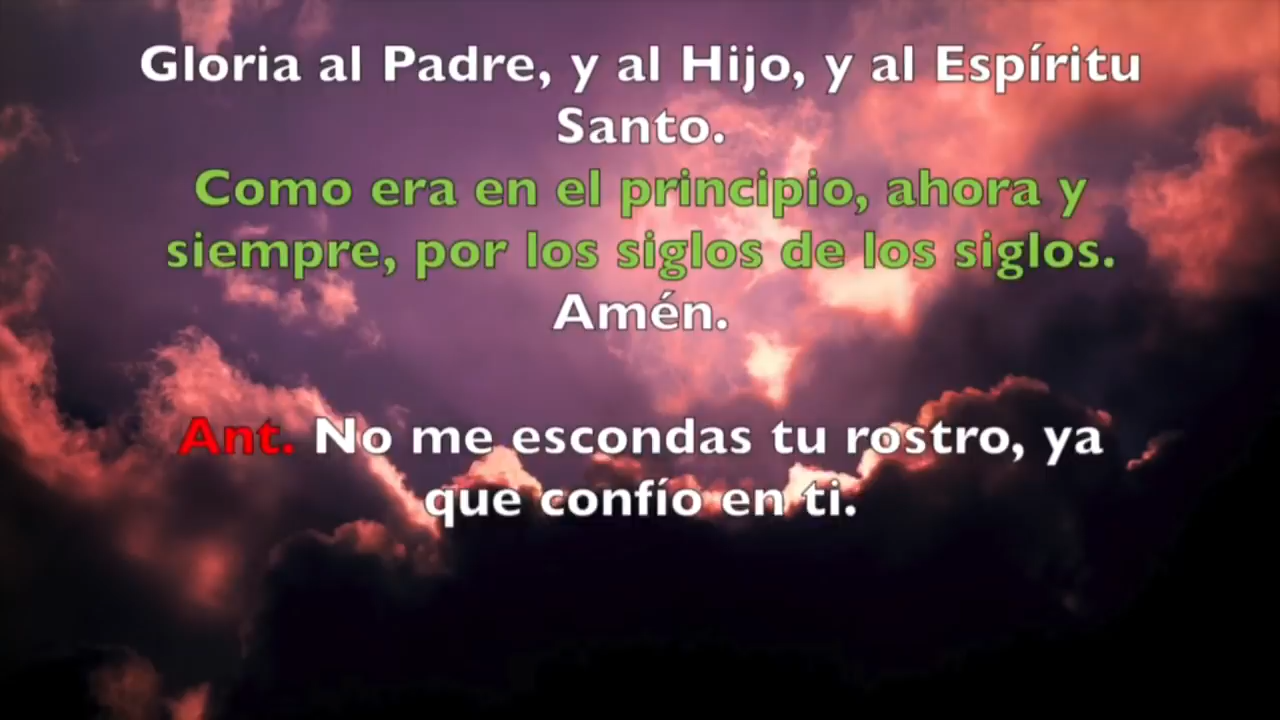 Gloria al Padre, y al Hijo, y al Espíritu
Santo.
Como era en el principio, ahora y
siempre, por los siglos de los siglos.
Amén.
Ant. No me escondas tu rostro, ya
que confío en ti.